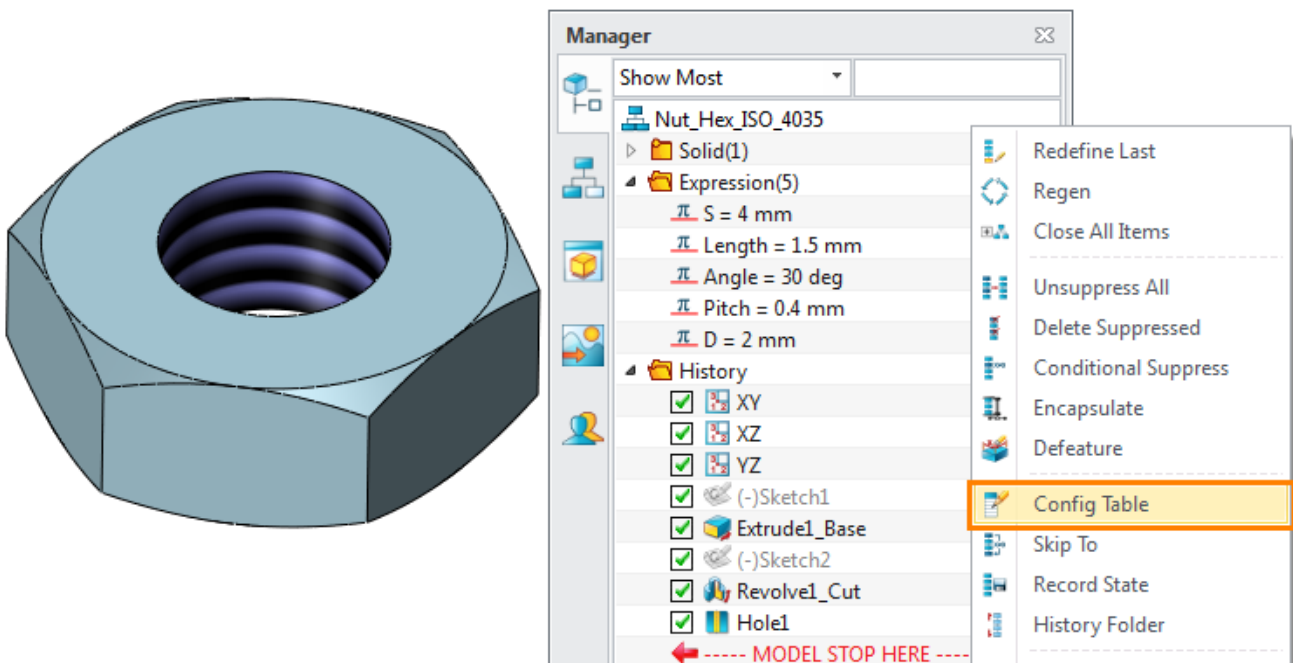 Manager
Show Most
Nut_Hex_ISO_4035
Solid(1)
Expression(5)
S = 4 mm
Length = 1.5 mm
Angle = 30 deg
Pitch = 0.4 mm
D = 2 mm
History
XY
XZ
YZ
(-)Sketch1
Extrude1_Base
(-)Sketch2
Revolve1_Cut
Hole1
----- MODEL STOP HERE ----
Redefine Last
Regen
Close All Items
Unsuppress All
Delete Suppressed
Conditional Suppress
Encapsulate
Defeature
Config Table
Skip To
Record State
History Folder